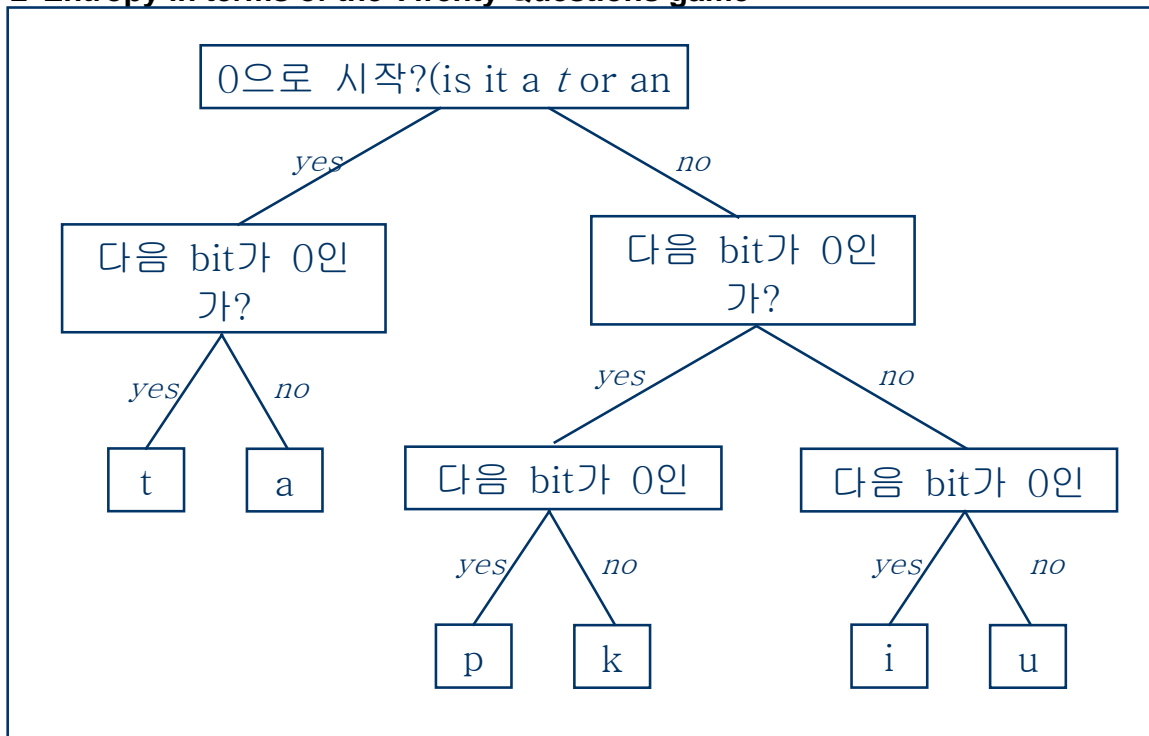 0으로 시작?(is it a t or an
yes
no
다음 bit가 0인
가?
다음 bit가 0인
가?
yes
no
yes
no
t
a
다음 bit가 0인
다음 bit가 0인
yes
no
yes
no
p
k
i
u